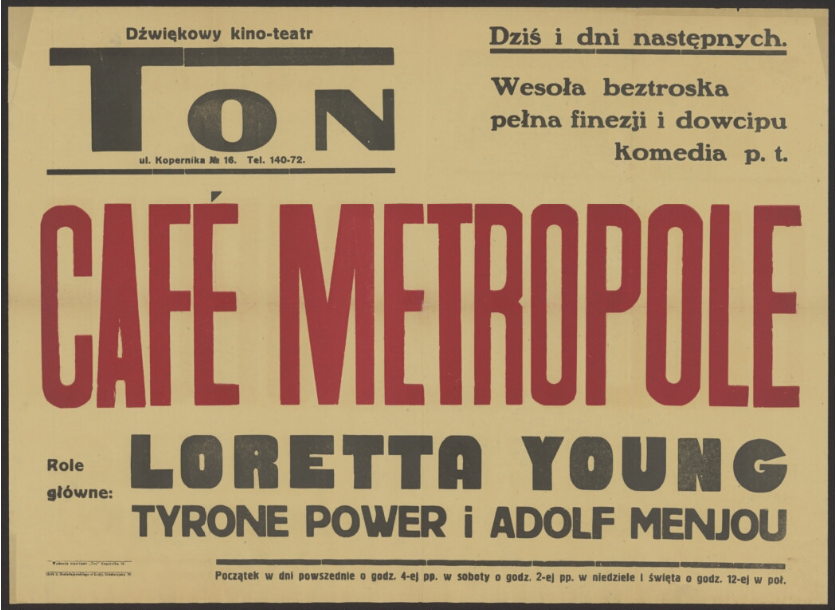 Dźwiękowy kino-teatr
TON
ul. Kopernika № 16. Tel. 140-72.
Dziś i dni następnych.
Wesoła beztroska
pełna finezji i dowcipu
komedia p. t.
CAFÉ METROPOLE
Role
główne:
LORETTA YOUNG
TYRONE POWER i ADOLF MENJOU
Początek w dni powszednie o godz. 4-ej pp. w soboty o godz. 2-ej pp. w niedziele i święta o godz. 12-ej w poł.